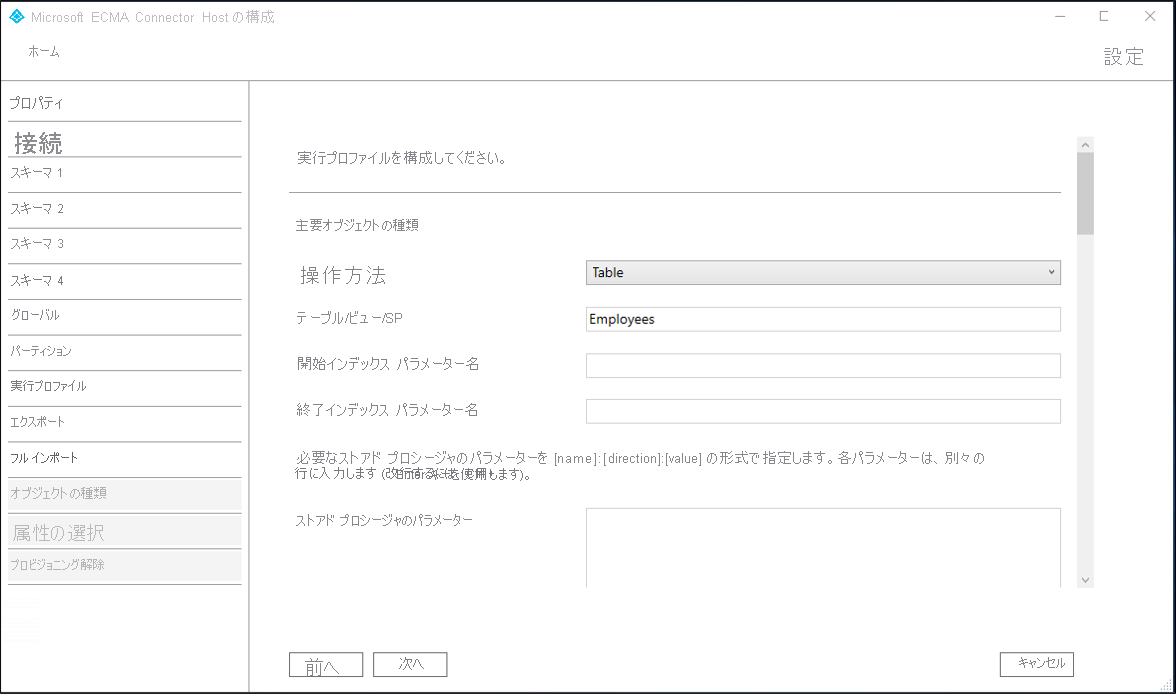 Microsoft ECMA Connector Host の構成
ホーム
設定
プロパティ
接続
スキーマ 1
スキーマ 2
スキーマ 3
スキーマ 4
グローバル
パーティション
実行プロファイル
エクスポート
フル インポート
オブジェクトの種類
属性の選択
プロビジョニング解除
実行プロファイルを構成してください。
主要オブジェクトの種類
操作方法
Table
テーブル/ビュー/SP
Employees
開始インデックス パラメーター名
終了インデックス パラメーター名
必要なストアド プロシージャのパラメーターを [name]:[direction]:[value] の形式で指定します。各パラメーターは、別々の
行に入力します (改行するには を使用します)。
ストアド プロシージャのパラメーター
前へ
次へ
キャンセル